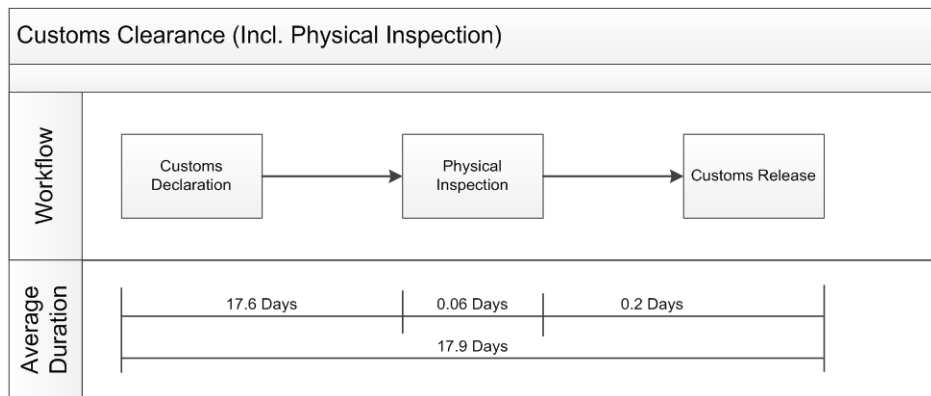 Customs Clearance (Incl. Physical Inspection)
Workflow
Customs
Declaration
Physical
Inspection
Customs Release
Average
Duration
17.6 Days
0.06 Days
0.2 Days
17.9 Days